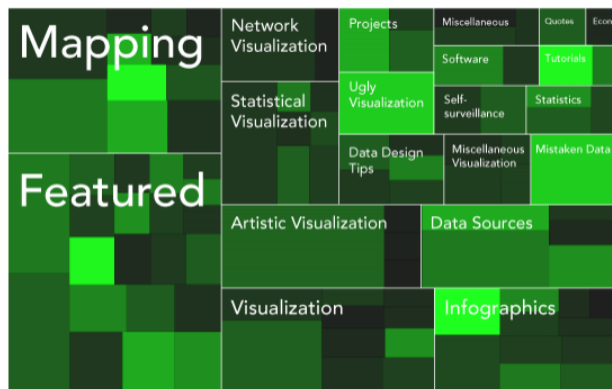 Mapping
Featured
Network
Visualization
Statistical
Visualization
Projects
Ugly
Visualization
Data Design
Tips
Miscellaneous
Quotes
Software
Tutorials
Self-
surveillance
Statistics
Miscellaneous
Visualization
Mistaken Data
Artistic Visualization
Data Sources
Visualization
Infographics